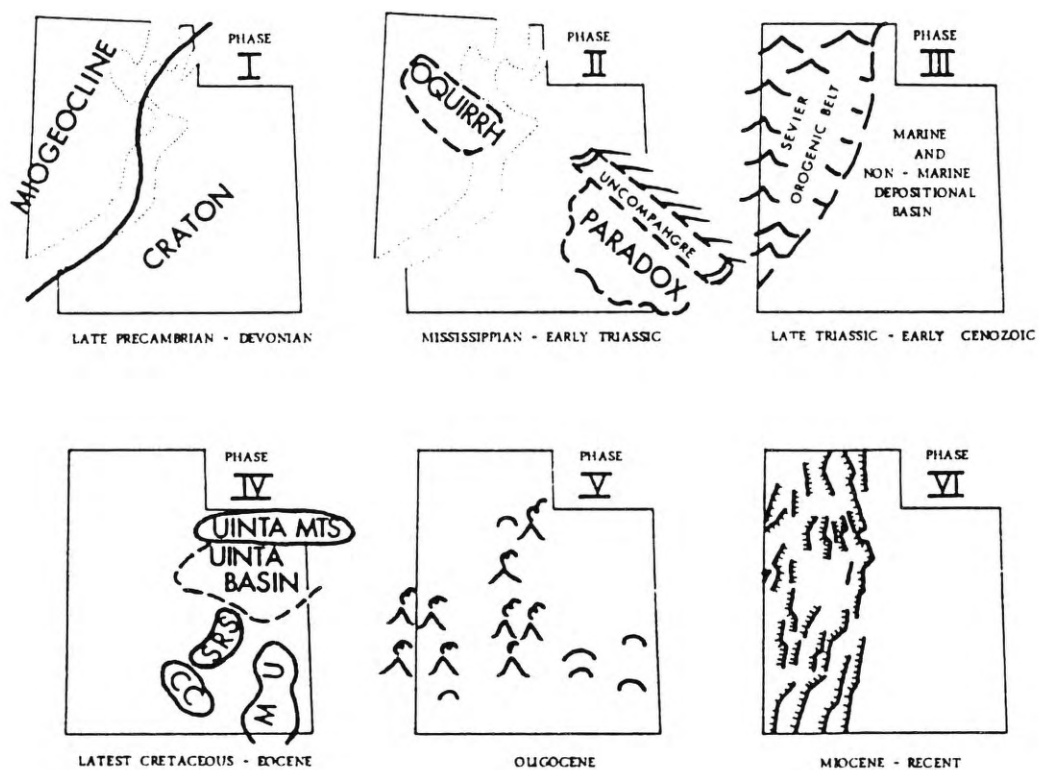 PHASE
I
MIOGEOCLINE
CRATON
LATE PRECAMBRIAN - DEVONIAN
PHASE
II
OQUIRRH
UNCOMPAHGRE
PARADOX
MISSISSIPPIAN - EARLY TRIASSIC
PHASE
III
SEVIER
OROGENIC BELT
MARINE
AND
NON - MARINE
DEPOSITIONAL
BASIN
LATE TRIASSIC - EARLY CENOZOIC
PHASE
IV
UINTA MTS
UINTA
BASIN
SRS
CC
M U
LATEST CRETACEOUS - EOCENE
PHASE
V
OLIGOCENE
PHASE
VI
MIOCENE - RECENT